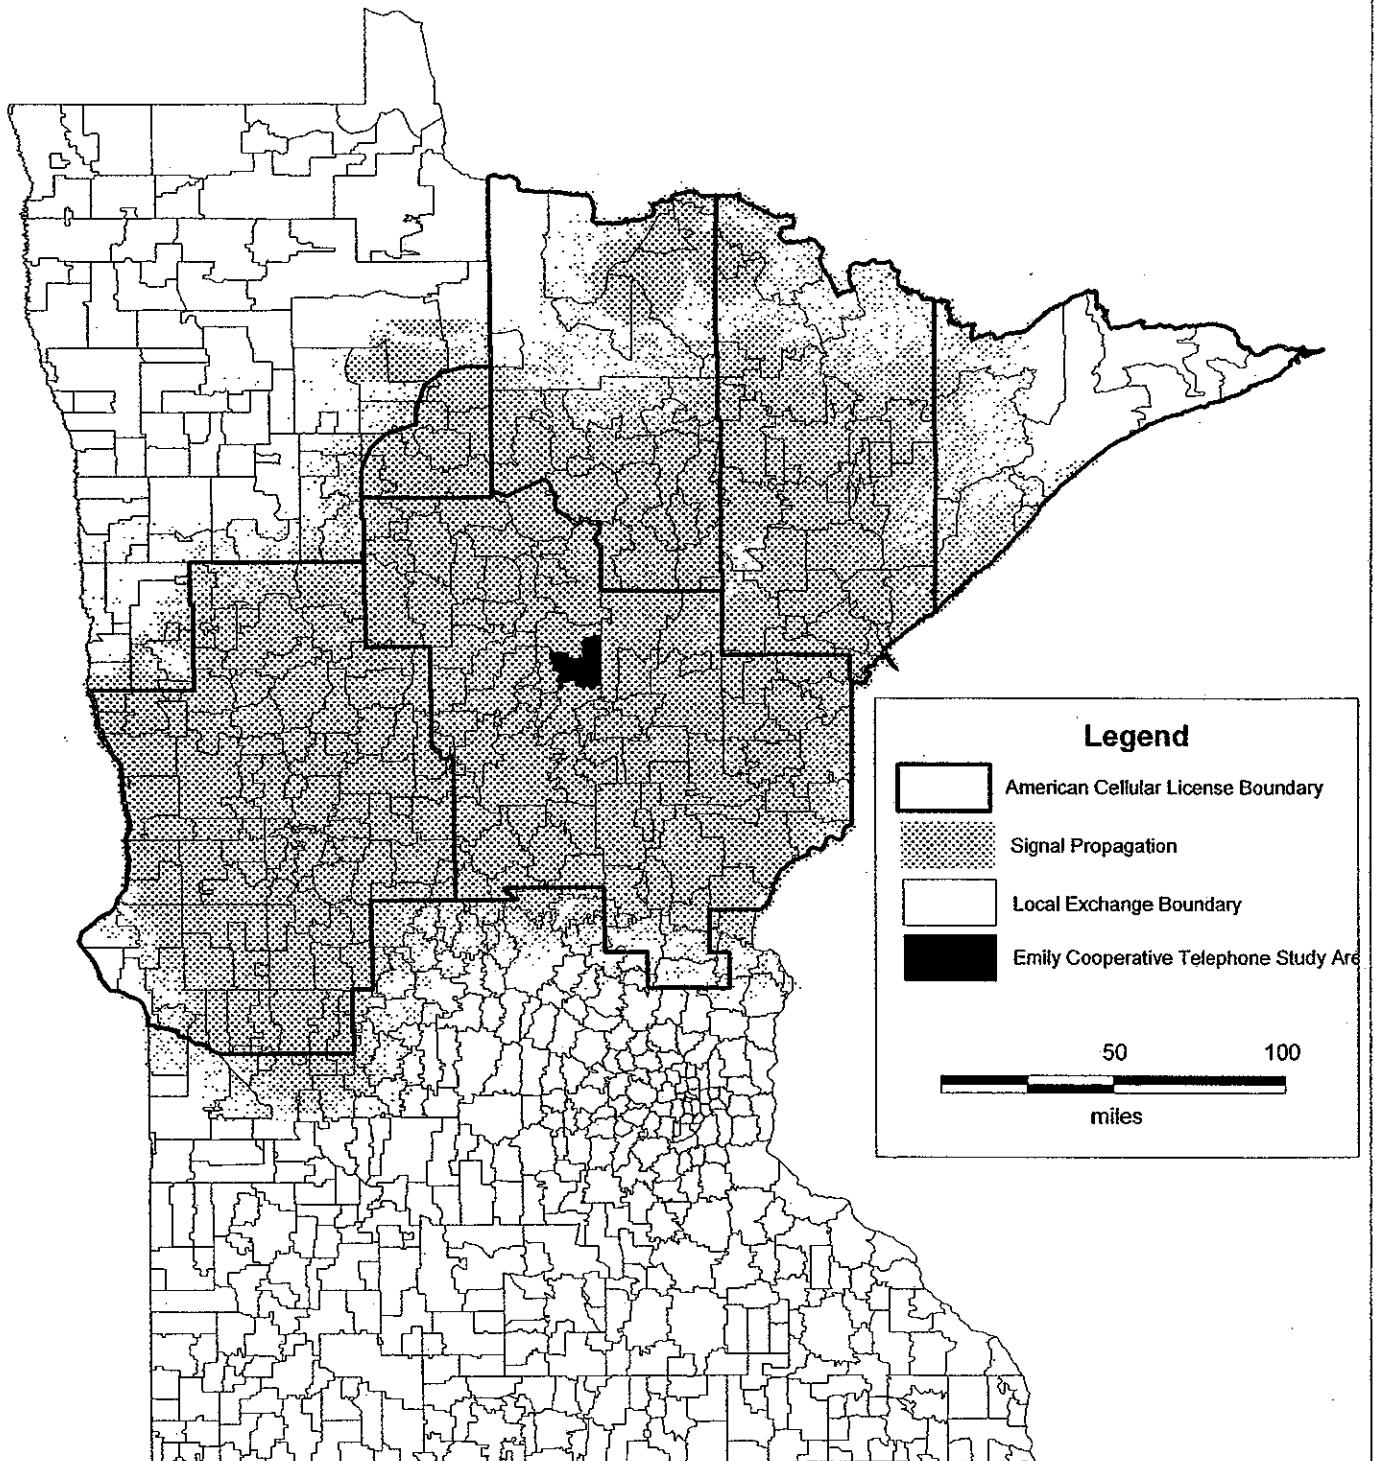 Legend
American Cellular License Boundary
Signal Propagation
Local Exchange Boundary
Emily Cooperative Telephone Study Are
50 100
miles